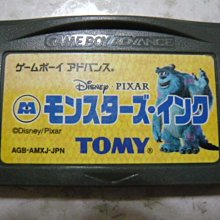 GAME BOY ADVANCE
ゲームボーイ アドバンス
Disney・PIXAR
モンスターズ・インク
©Disney/Pixar
TOMY
AGB-AMXJ-JPN